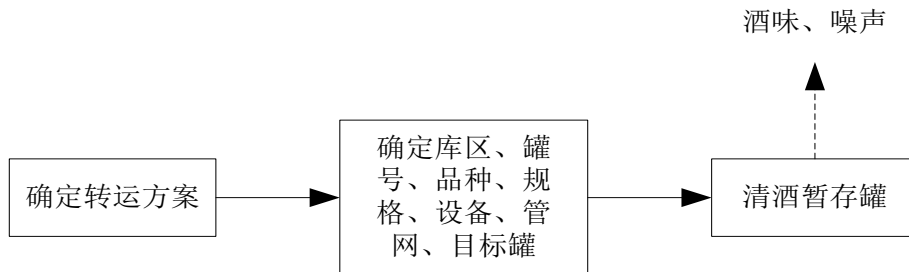 酒味、噪声
确定转运方案
确定库区、罐
号、品种、规
格、设备、管
网、目标罐
清酒暂存罐